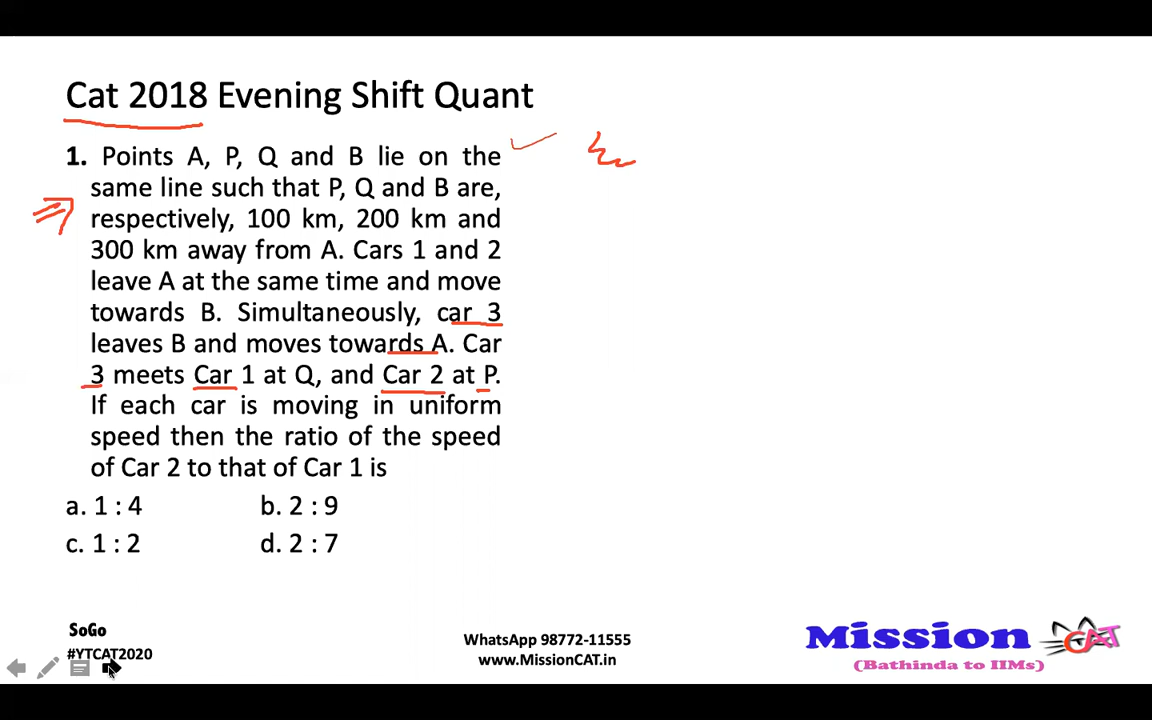 Cat 2018 Evening Shift Quant
1. Points A, P, Q and B lie on the
same line such that P, Q and B are,
respectively, 100 km, 200 km and
300 km away from A. Cars 1 and 2
leave A at the same time and move
towards B. Simultaneously, car 3
leaves B and moves towards A. Car
3 meets Car 1 at Q, and Car 2 at P.
If each car is moving in uniform
speed then the ratio of the speed
of Car 2 to that of Car 1 is
a. 1 : 4 b. 2 : 9
c. 1 : 2 d. 2 : 7
SoGo
#YTCAT2020
WhatsApp 98772-11555
www.MissionCAT.in
Mission CAT
(Bathinda to IIMs)